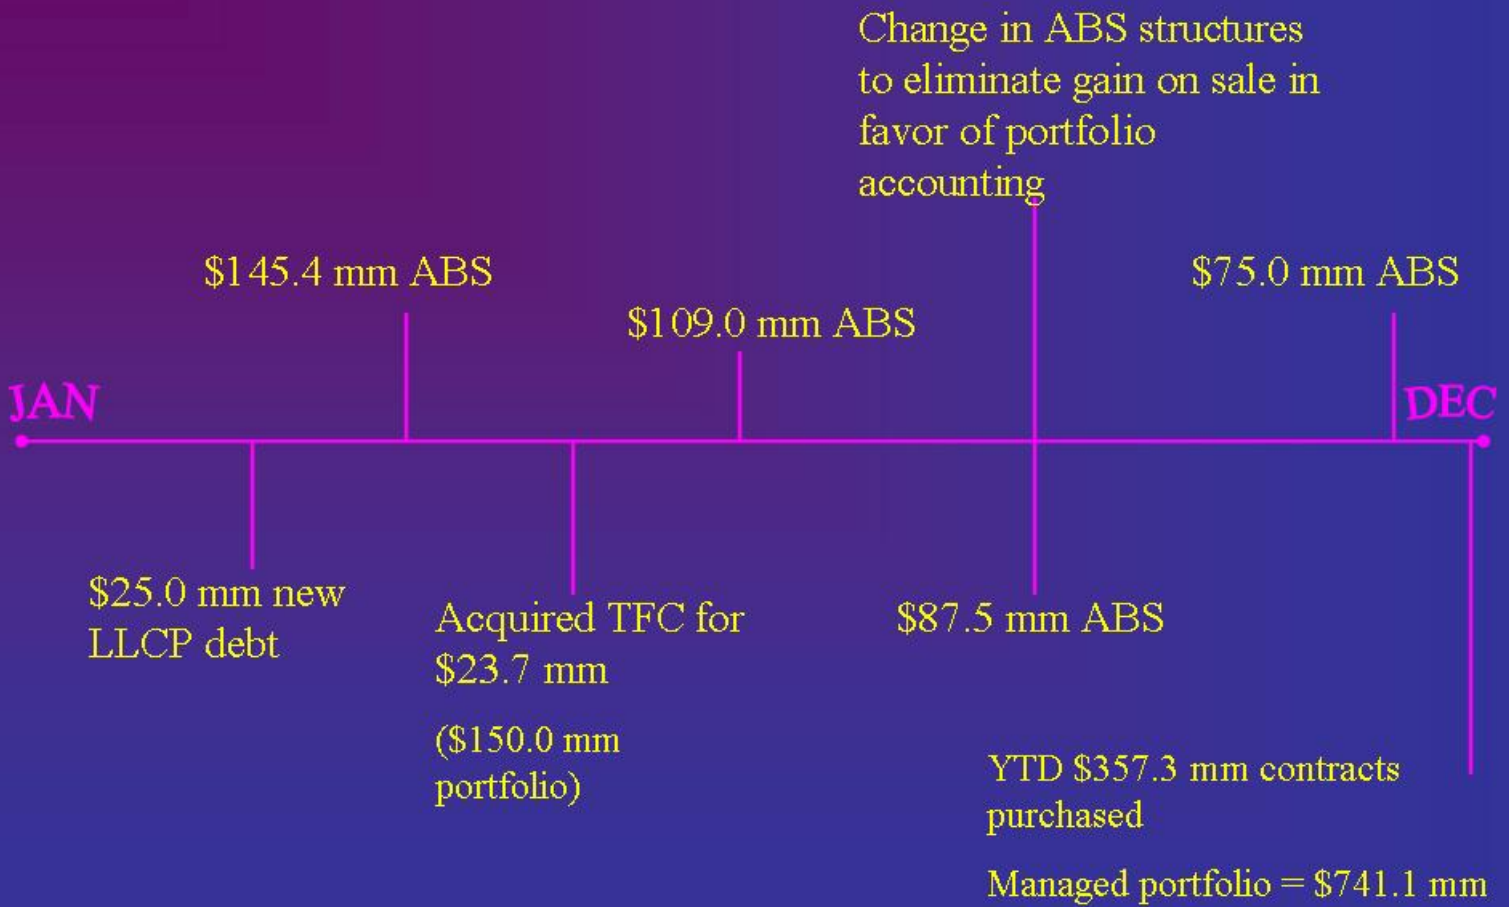 Change in ABS structures
to eliminate gain on sale in
favor of portfolio
accounting
$145.4 mm ABS
$75.0 mm ABS
$109.0 mm ABS
JAN
DEC
$25.0 mm new
LLCP debt
Acquired TFC for
$23.7 mm
($150.0 mm
portfolio)
$87.5 mm ABS
YTD $357.3 mm contracts
purchased
Managed portfolio = $741.1 mm